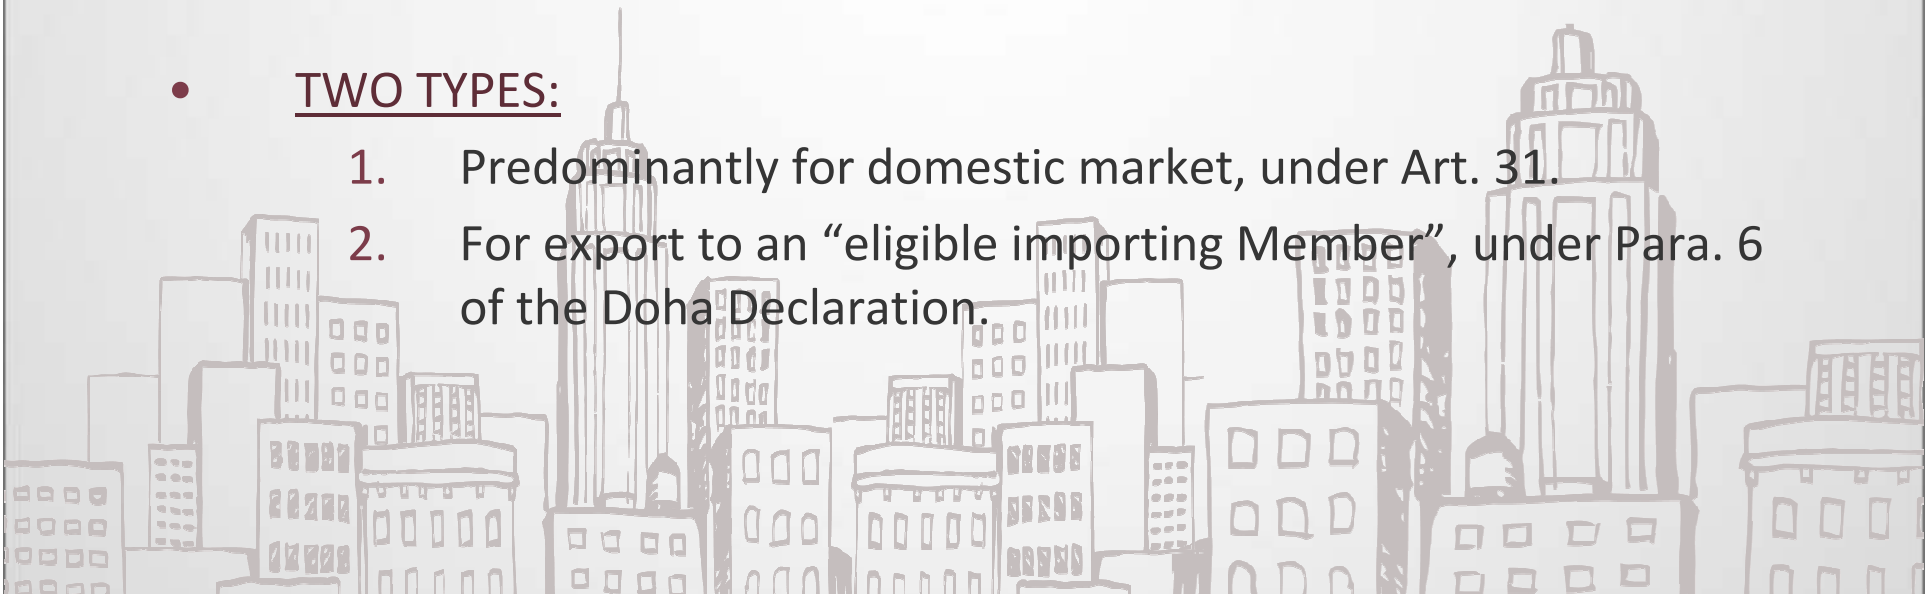 • TWO TYPES:
1. Predominantly for domestic market, under Art. 31.
2. For export to an “eligible importing Member”, under Para. 6
of the Doha Declaration.